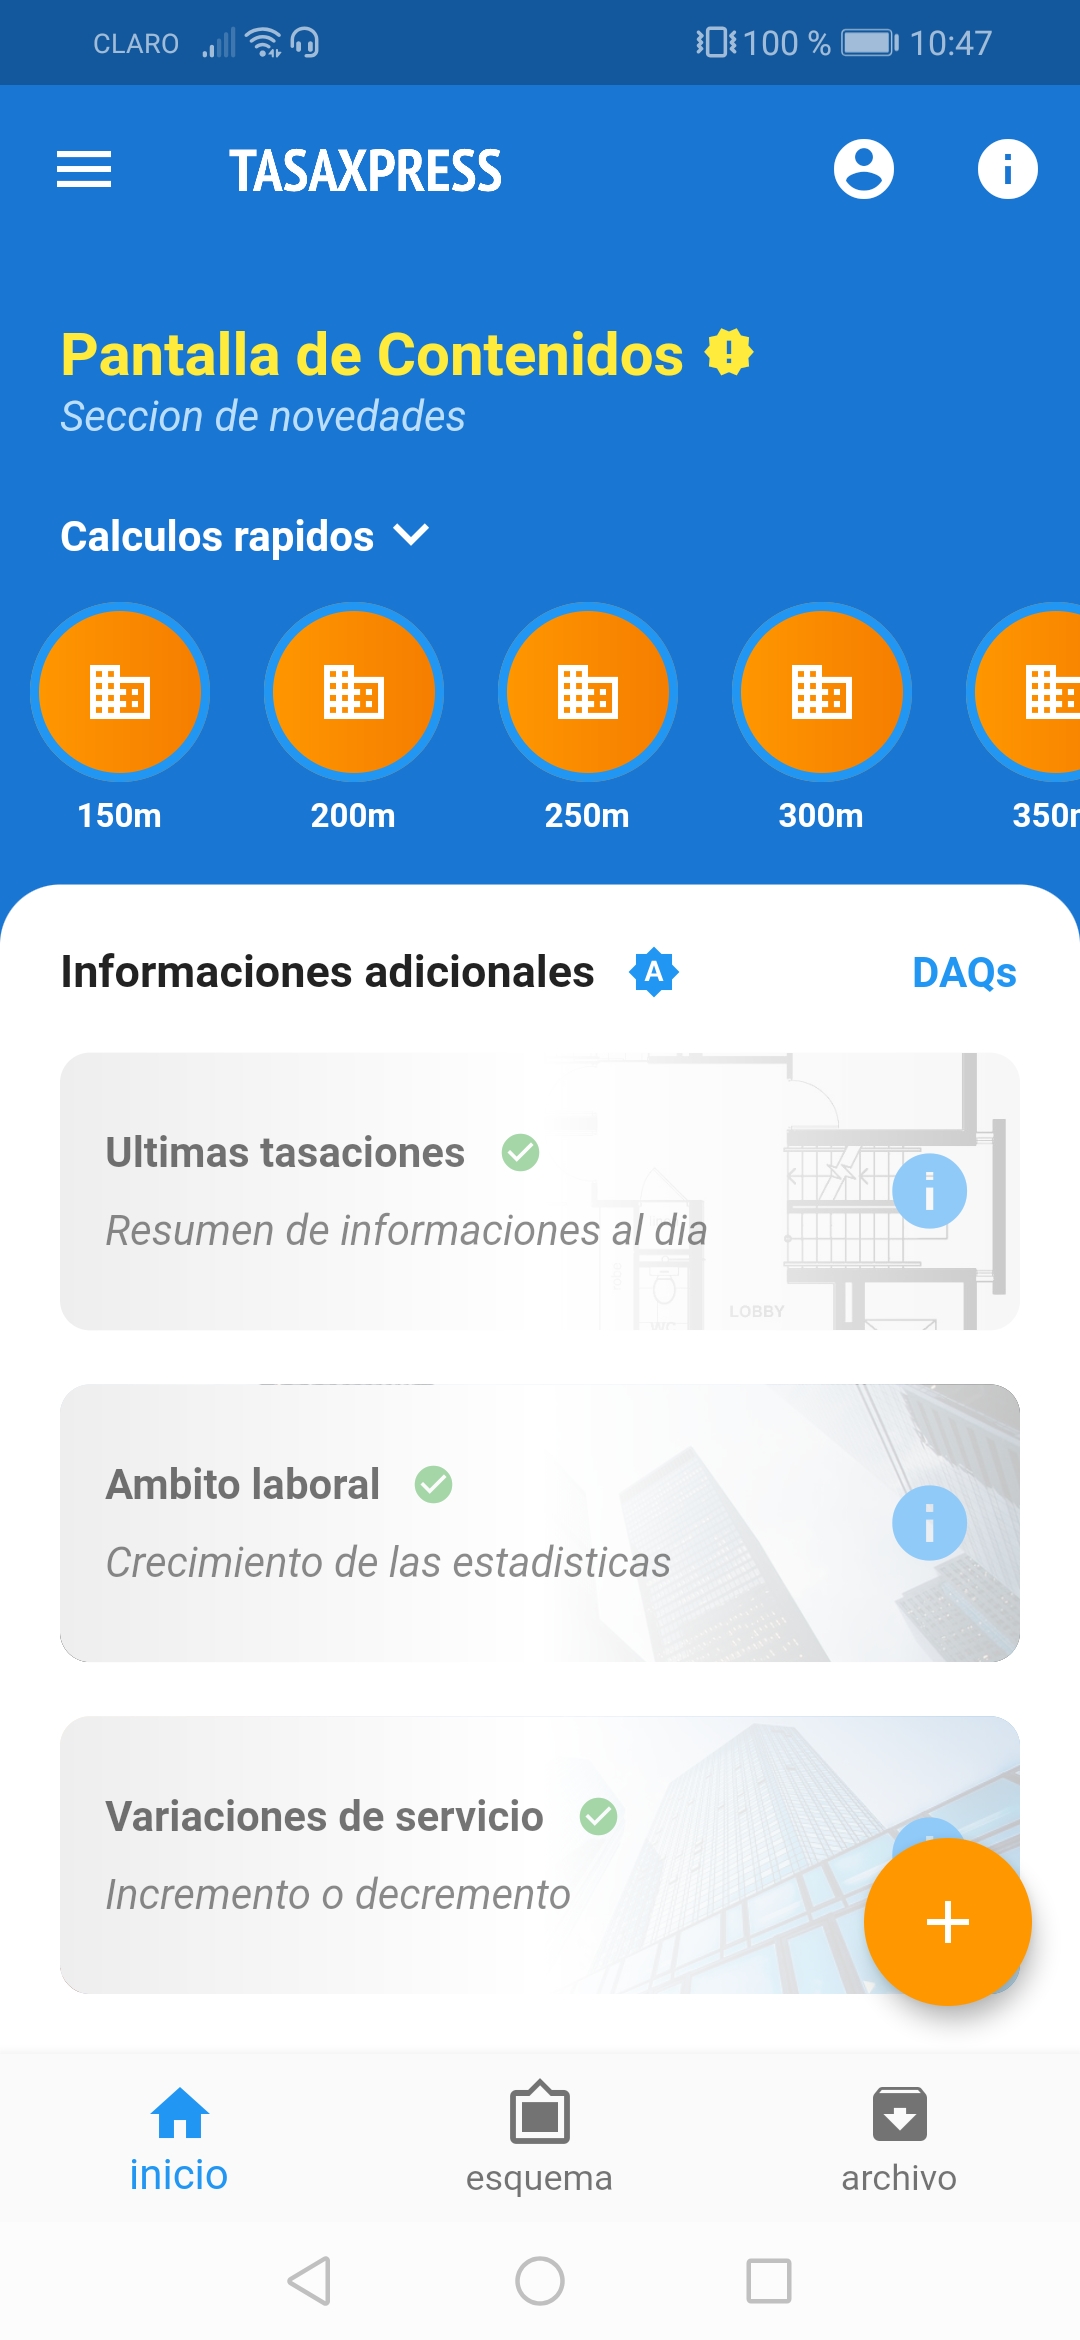 CLARO 100 % 10:47
TASAXPRESS
Pantalla de Contenidos
Seccion de novedades
Calculos rapidos
150m 200m 250m 300m 350m
Informaciones adicionales A DAQs
Ultimas tasaciones
Resumen de informaciones al dia
LOBBY
WC
Ambito laboral
Crecimiento de las estadisticas
Variaciones de servicio
Incremento o decremento
inicio esquema archivo